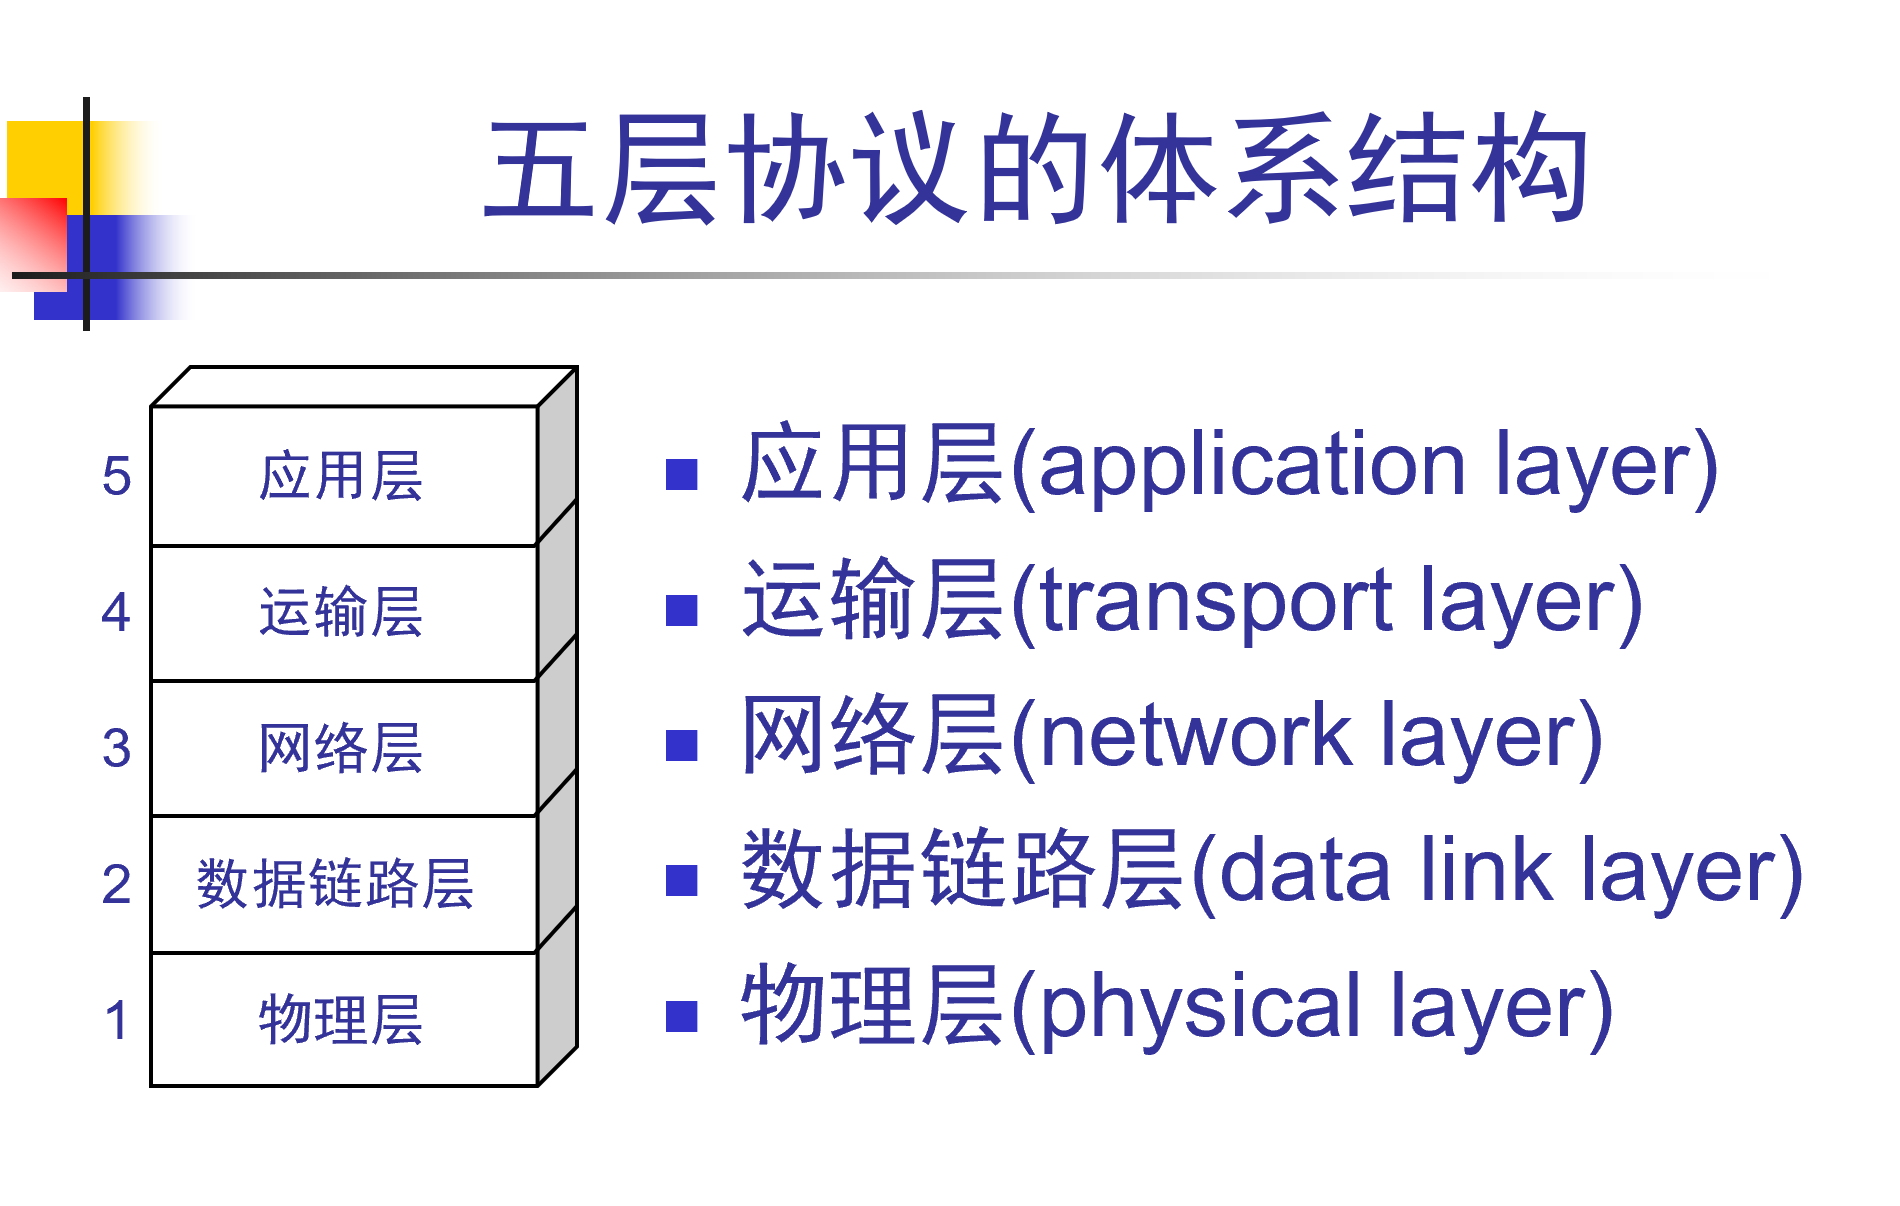 五层协议的体系结构
5 应用层
4 运输层
3 网络层
2 数据链路层
1 物理层
应用层(application layer)
运输层(transport layer)
网络层(network layer)
数据链路层(data link layer)
物理层(physical layer)